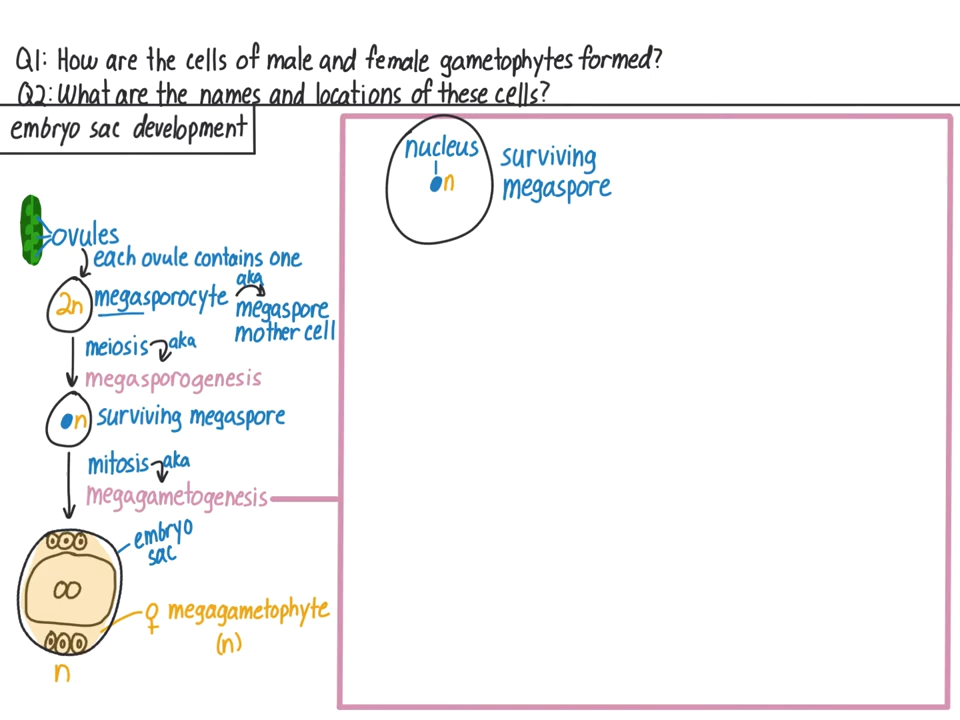 Q1: How are the cells of male and female gametophytes formed?
Q2: What are the names and locations of these cells?
embryo sac development
nucleus
n
surviving
megaspore
ovules
each ovule contains one
2n
megasporocyte
aka
megaspore
mother cell
meiosis
aka
megasporogenesis
n
surviving megaspore
mitosis
aka
megagametogenesis
embryo
sac
♀ megagametophyte
(n)
n